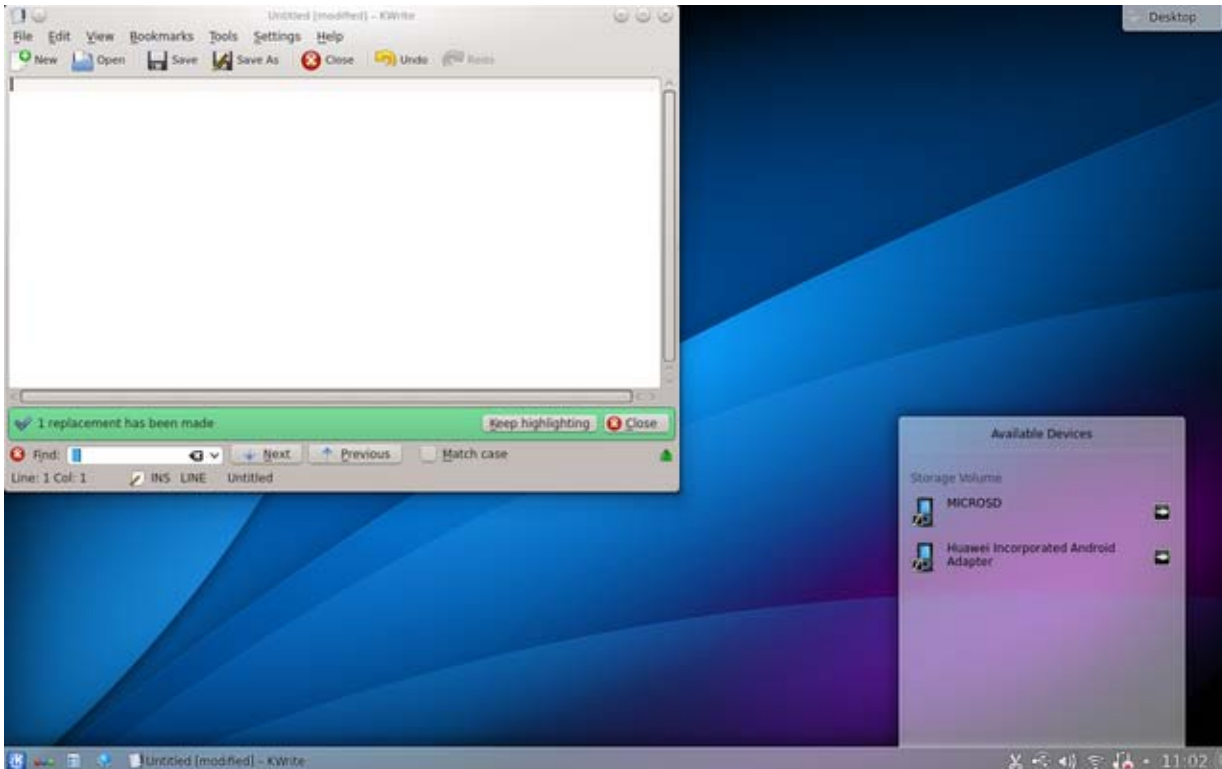 Untitled [modified] - KWrite
File Edit View Bookmarks Tools Settings Help
New Open Save Save As Close Undo Redo
1 replacement has been made Keep highlighting Close
Find: Next Previous Match case
Line: 1 Col: 1 INS LINE Untitled
Desktop
Available Devices
Storage Volume
MICROSD
Huawei Incorporated Android
Adapter
Untitled [modified] - KWrite
11:02